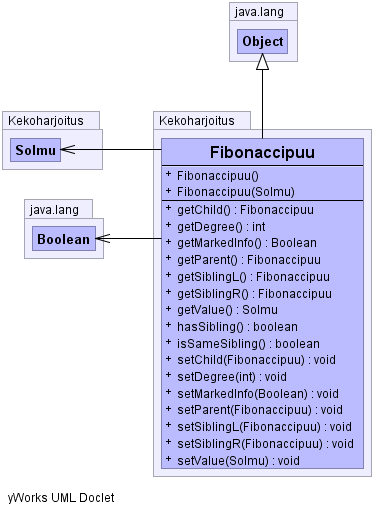 java.lang
Object
Kekoharjoitus
Solmu
java.lang
Boolean
Kekoharjoitus
Fibonaccipuu
+ Fibonaccipuu()
+ Fibonaccipuu(Solmu)
+ getChild() : Fibonaccipuu
+ getDegree() : int
+ getMarkedInfo() : Boolean
+ getParent() : Fibonaccipuu
+ getSiblingL() : Fibonaccipuu
+ getSiblingR() : Fibonaccipuu
+ getValue() : Solmu
+ hasSibling() : boolean
+ isSameSibling() : boolean
+ setChild(Fibonaccipuu) : void
+ setDegree(int) : void
+ setMarkedInfo(Boolean) : void
+ setParent(Fibonaccipuu) : void
+ setSiblingL(Fibonaccipuu) : void
+ setSiblingR(Fibonaccipuu) : void
+ setValue(Solmu) : void
yWorks UML Doclet